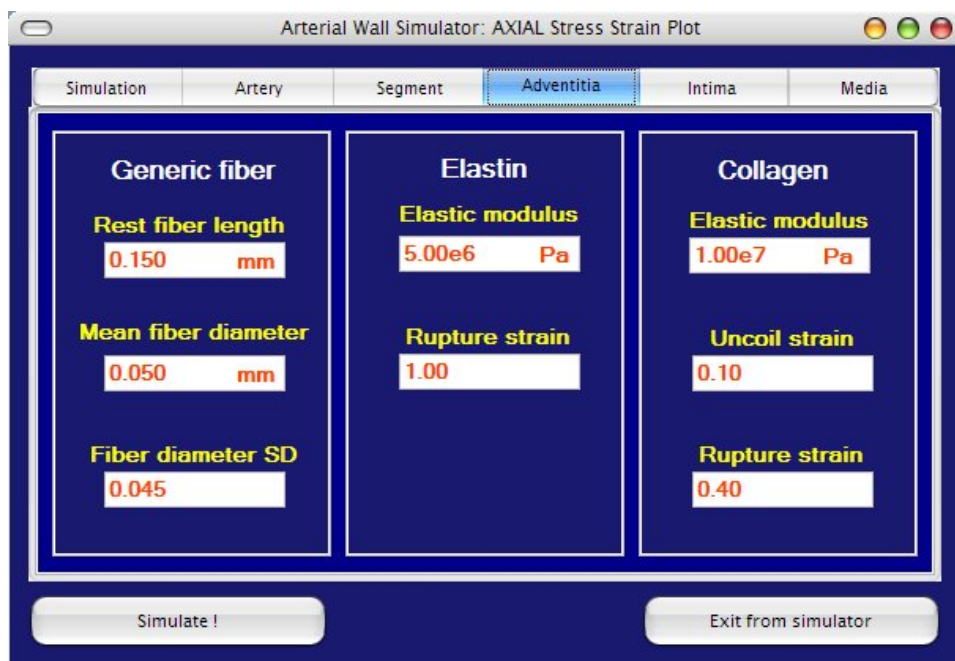 Arterial Wall Simulator: AXIAL Stress Strain Plot
Simulation
Artery
Segment
Adventitia
Intima
Media
Generic fiber
Rest fiber length
0.150 mm
Mean fiber diameter
0.050 mm
Fiber diameter SD
0.045
Elastin
Elastic modulus
5.00e6 Pa
Rupture strain
1.00
Collagen
Elastic modulus
1.00e7 Pa
Uncoil strain
0.10
Rupture strain
0.40
Simulate !
Exit from simulator